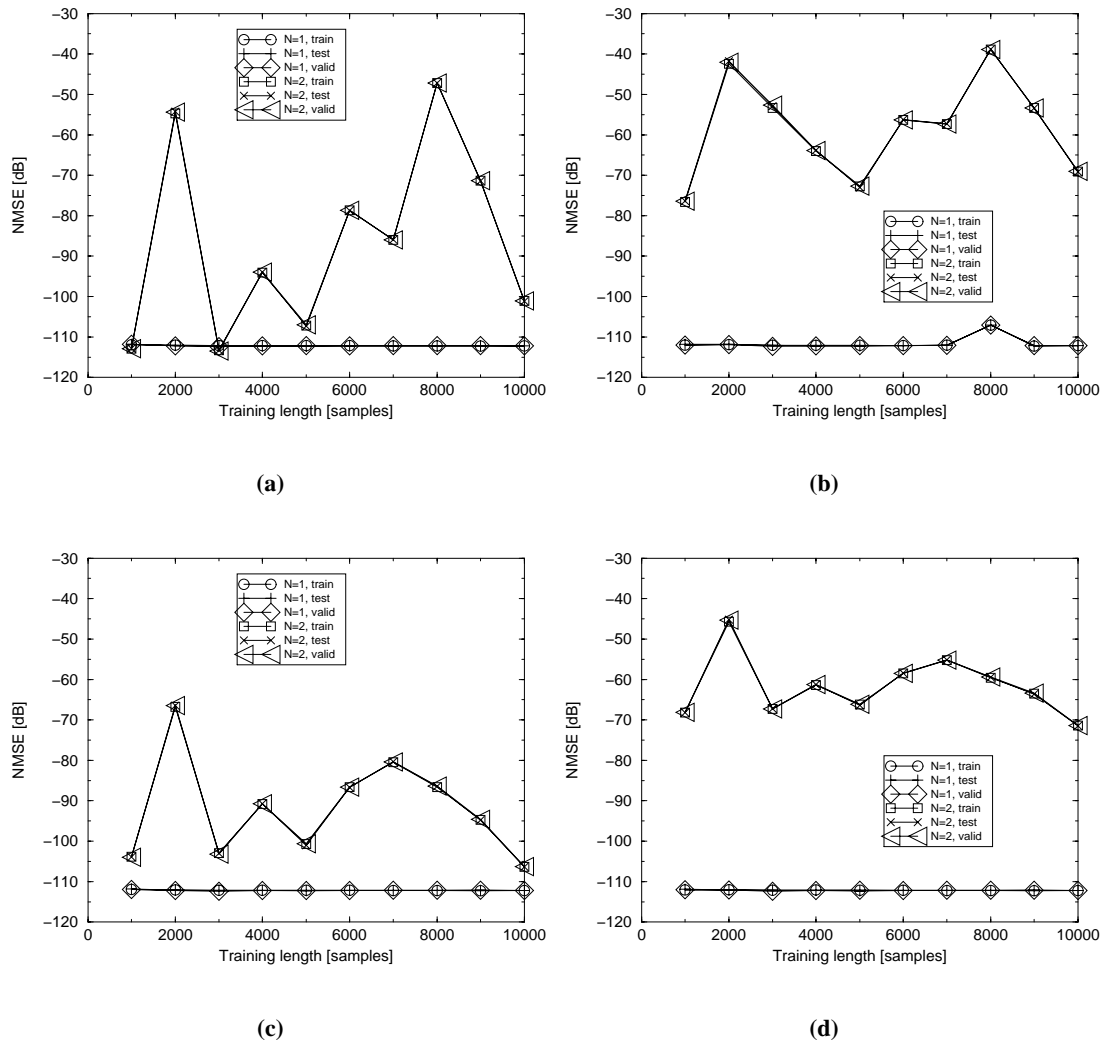 −30
−40
−50
−60
−70
−80
−90
−100
−110
−120
NMSE [dB]
N=1, train
N=1, test
N=1, valid
N=2, train
N=2, test
N=2, valid
0 2000 4000 6000 8000 10000
Training length [samples]
(a)
−30
−40
−50
−60
−70
−80
−90
−100
−110
−120
NMSE [dB]
N=1, train
N=1, test
N=1, valid
N=2, train
N=2, test
N=2, valid
0 2000 4000 6000 8000 10000
Training length [samples]
(b)
−30
−40
−50
−60
−70
−80
−90
−100
−110
−120
NMSE [dB]
N=1, train
N=1, test
N=1, valid
N=2, train
N=2, test
N=2, valid
0 2000 4000 6000 8000 10000
Training length [samples]
(c)
−30
−40
−50
−60
−70
−80
−90
−100
−110
−120
NMSE [dB]
N=1, train
N=1, test
N=1, valid
N=2, train
N=2, test
N=2, valid
0 2000 4000 6000 8000 10000
Training length [samples]
(d)